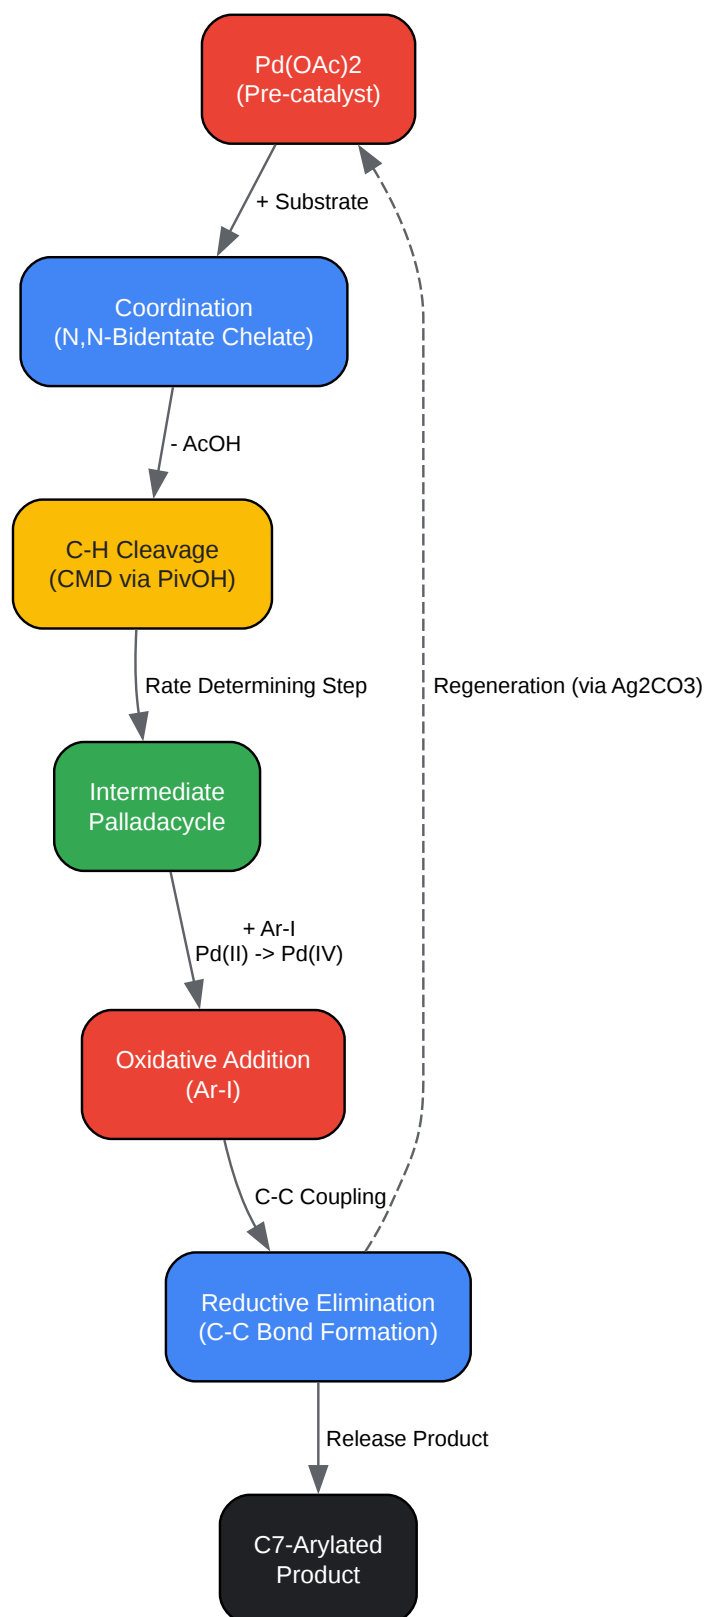 Pd(OAc)2
(Pre-catalyst)
+ Substrate
Coordination
(N,N-Bidentate Chelate)
- AcOH
C-H Cleavage
(CMD via PivOH)
Rate Determining Step
Regeneration (via Ag2CO3)
Intermediate
Palladacycle
+ Ar-I
Pd(II) -> Pd(IV)
Oxidative Addition
(Ar-I)
C-C Coupling
Reductive Elimination
(C-C Bond Formation)
Release Product
C7-Arylated
Product